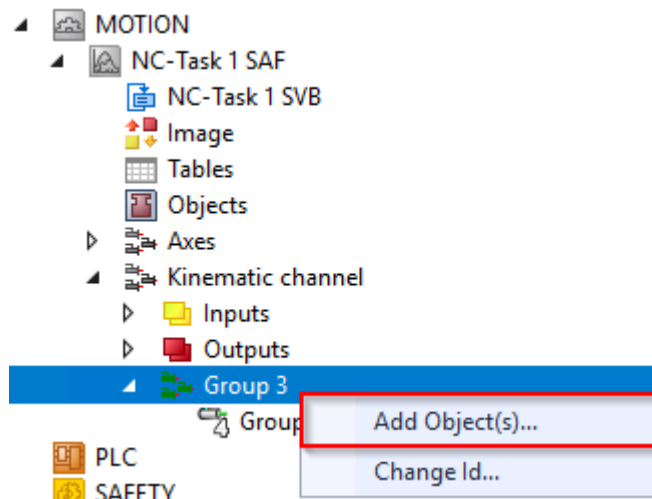 MOTION
NC-Task 1 SAF
NC-Task 1 SVB
Image
Tables
Objects
Axes
Kinematic channel
Inputs
Outputs
Group 3
Group
Add Object(s)...
PLC
Change Id...
SAFETY